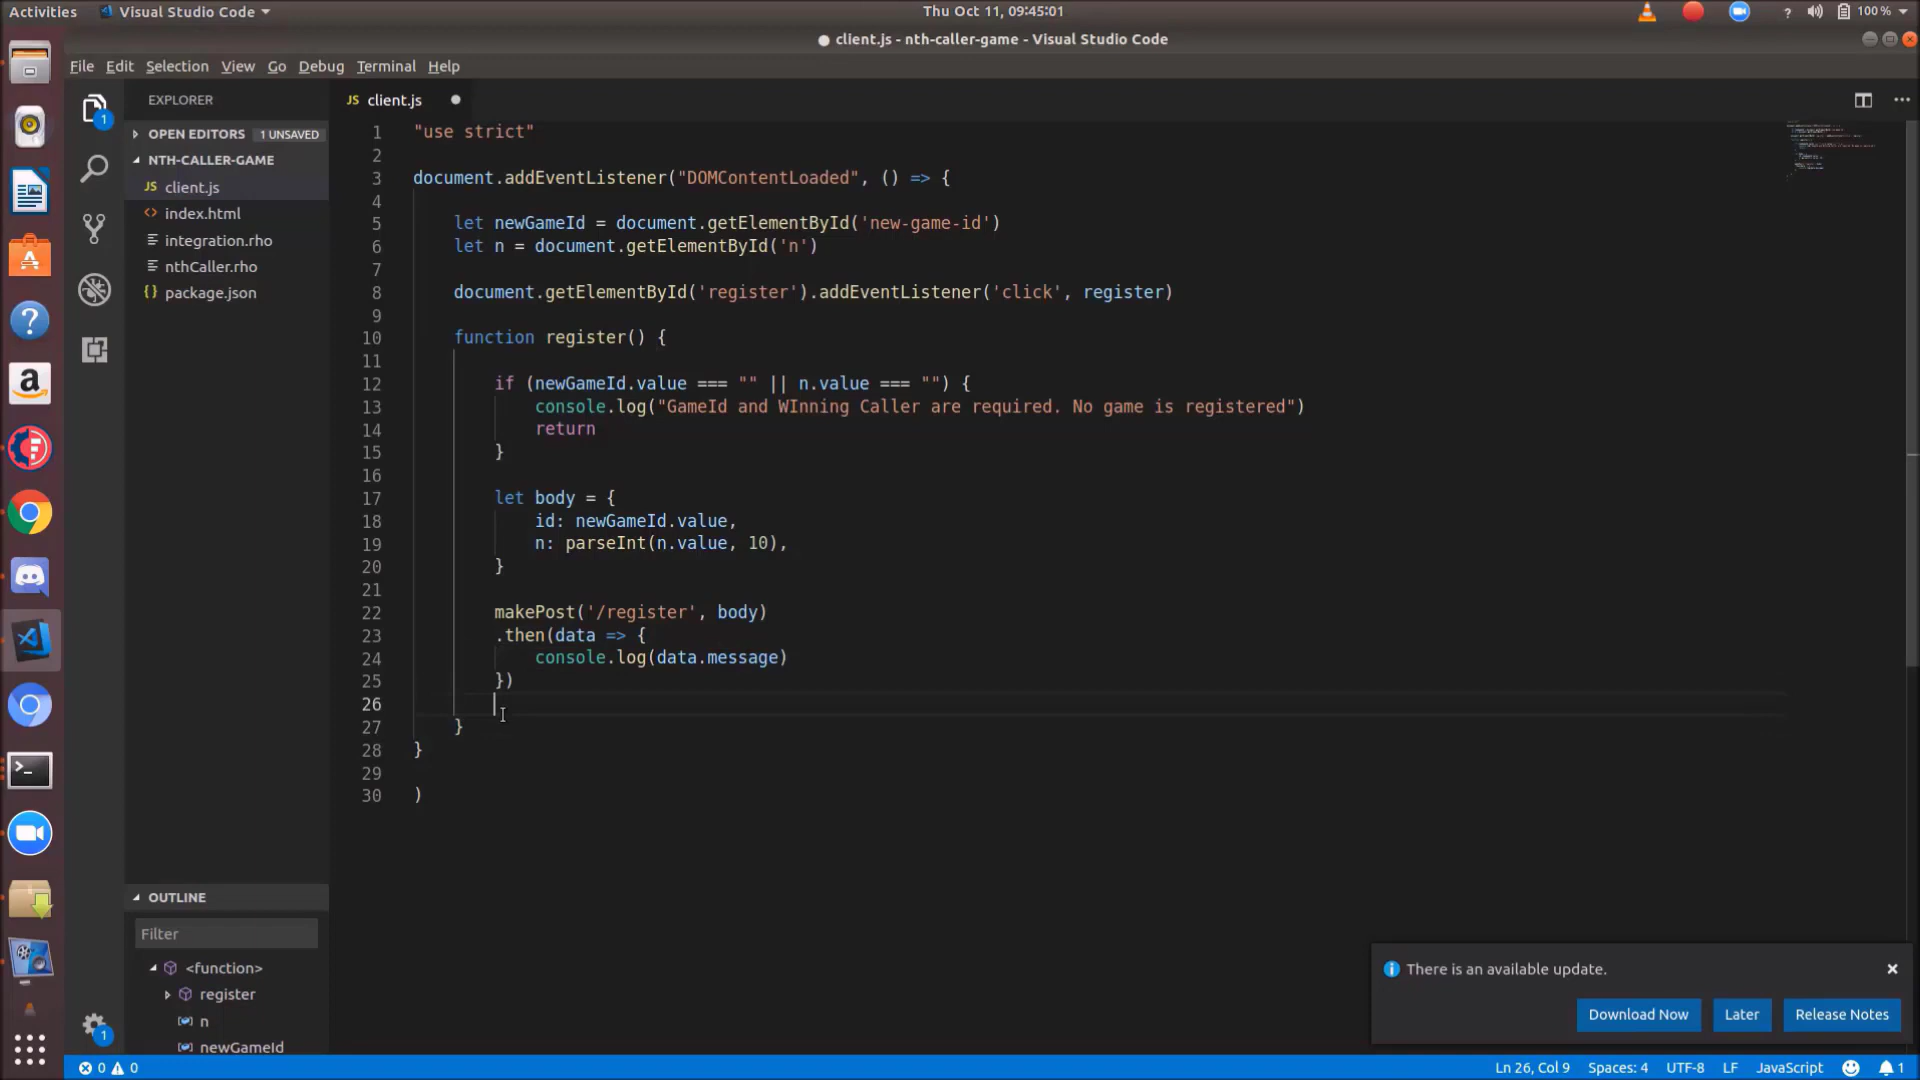 Activities
Visual Studio Code
Thu Oct 11, 09:45:01
?
100 %
● client.js - nth-caller-game - Visual Studio Code
File Edit Selection View Go Debug Terminal Help
EXPLORER
JS client.js
OPEN EDITORS 1 UNSAVED
NTH-CALLER-GAME
JS client.js
<> index.html
integration.rho
nthCaller.rho
{} package.json
1 "use strict"
2
3 document.addEventListener("DOMContentLoaded", () => {
4
5 let newGameId = document.getElementById('new-game-id')
6 let n = document.getElementById('n')
7
8 document.getElementById('register').addEventListener('click', register)
9
10 function register() {
11
12 if (newGameId.value === "" || n.value === "") {
13 console.log("GameId and WInning Caller are required. No game is registered")
14 return
15 }
16
17 let body = {
18 id: newGameId.value,
19 n: parseInt(n.value, 10),
20 }
21
22 makePost('/register', body)
23 .then(data => {
24 console.log(data.message)
25 })
26
27 }
28 }
29
30 )
1
?
a
1
OUTLINE
Filter
<function>
register
n
newGameId
There is an available update.
Download Now
Later
Release Notes
0 0
Ln 26, Col 9
Spaces: 4
UTF-8
LF
JavaScript
1